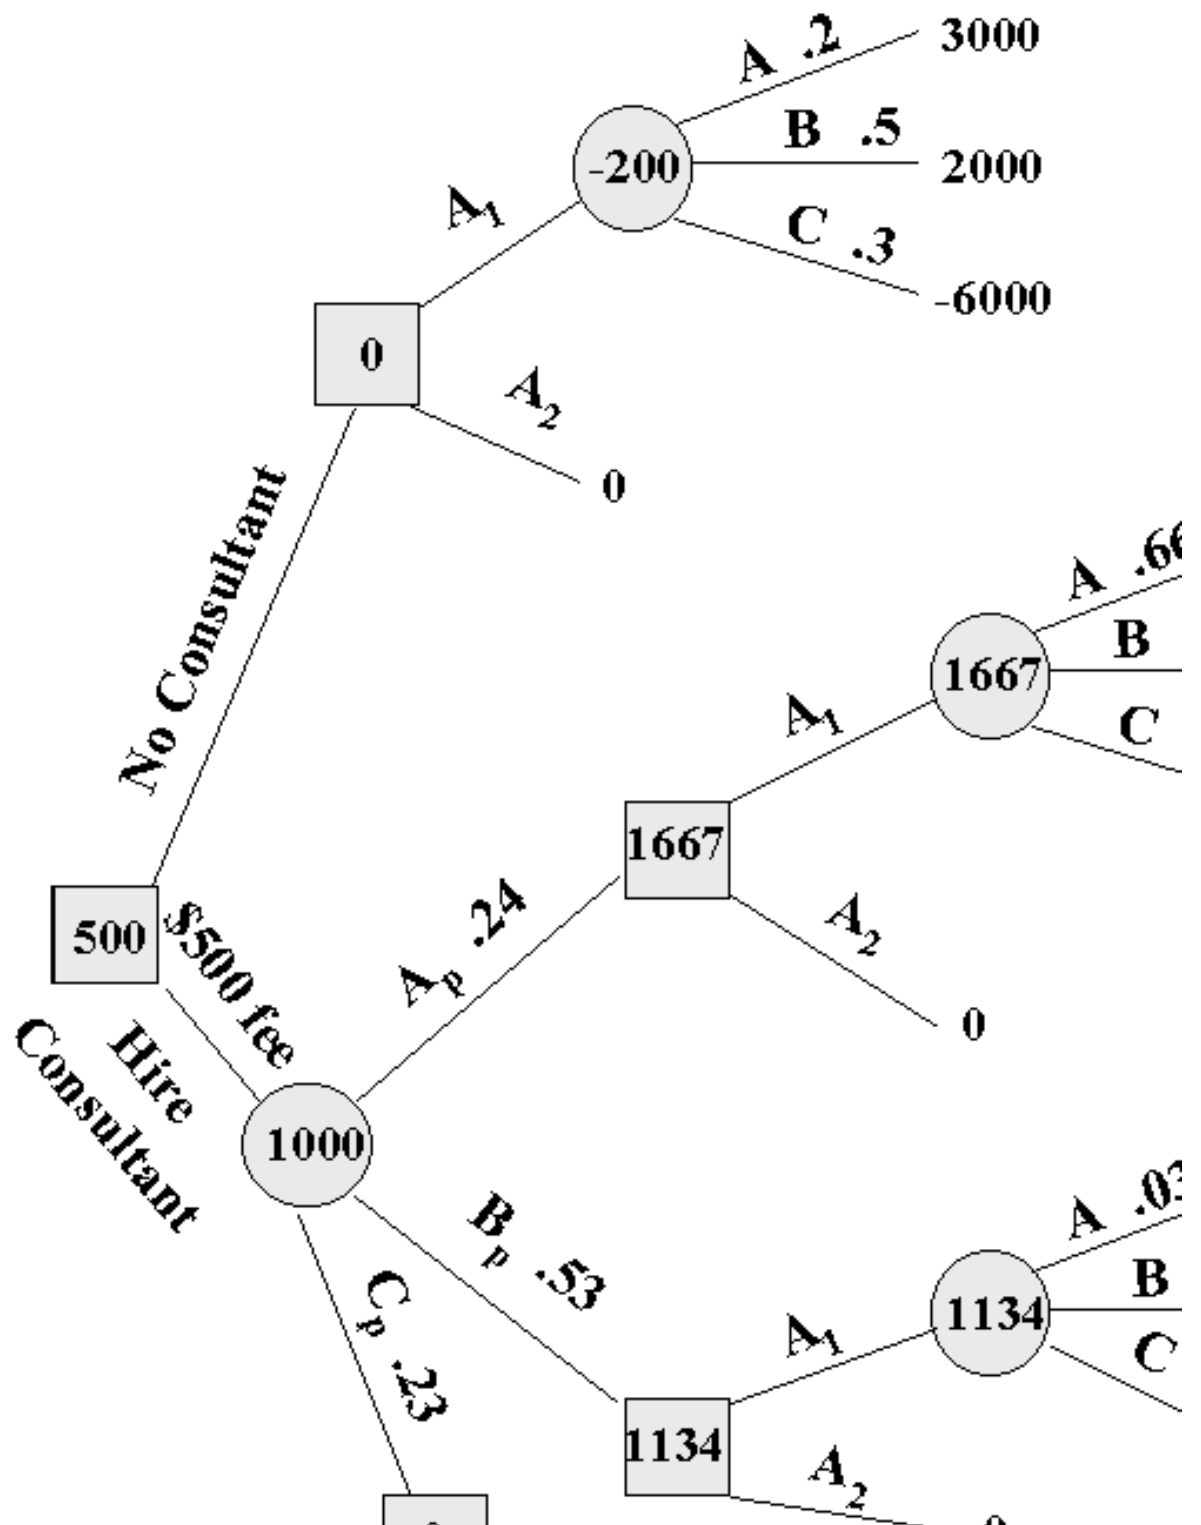 A .2
3000
B .5
2000
-200
C .3
-6000
A1
0
A2
0
No Consultant
A
B
C
1667
A1
1667
A2
0
Ap .24
500
$500 fee
Hire
Consultant
1000
Bp .53
Cp .23
A
B
C
1134
A1
1134
A2
0